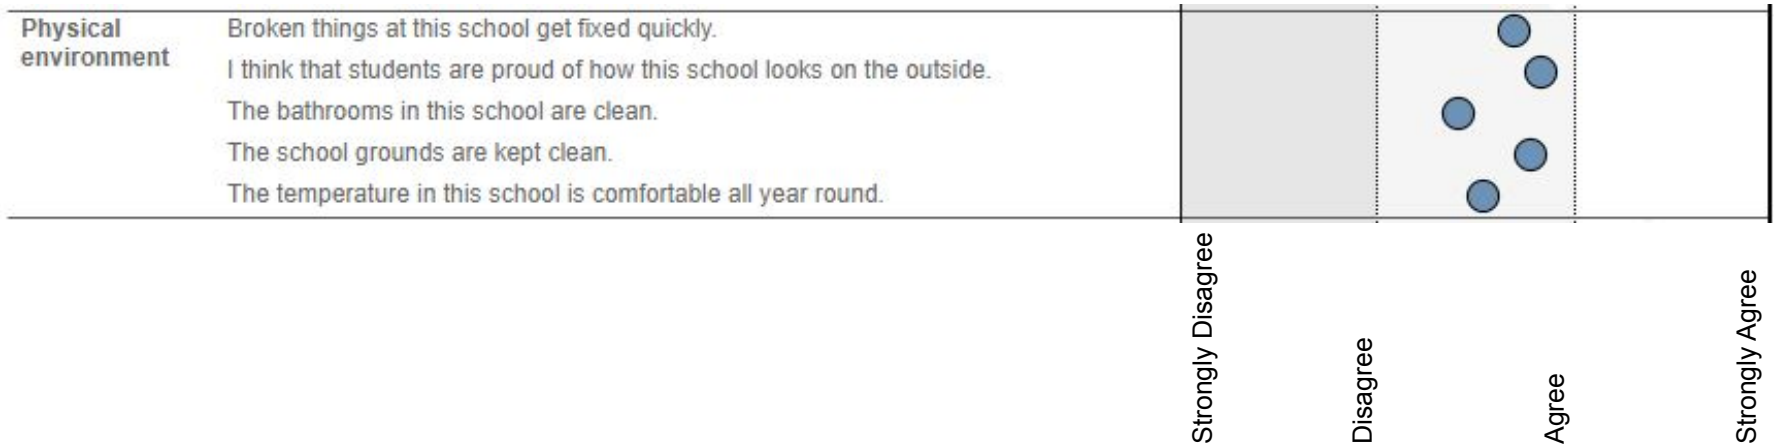 Physical
environment
Broken things at this school get fixed quickly.
I think that students are proud of how this school looks on the outside.
The bathrooms in this school are clean.
The school grounds are kept clean.
The temperature in this school is comfortable all year round.
Strongly Disagree
Disagree
Agree
Strongly Agree